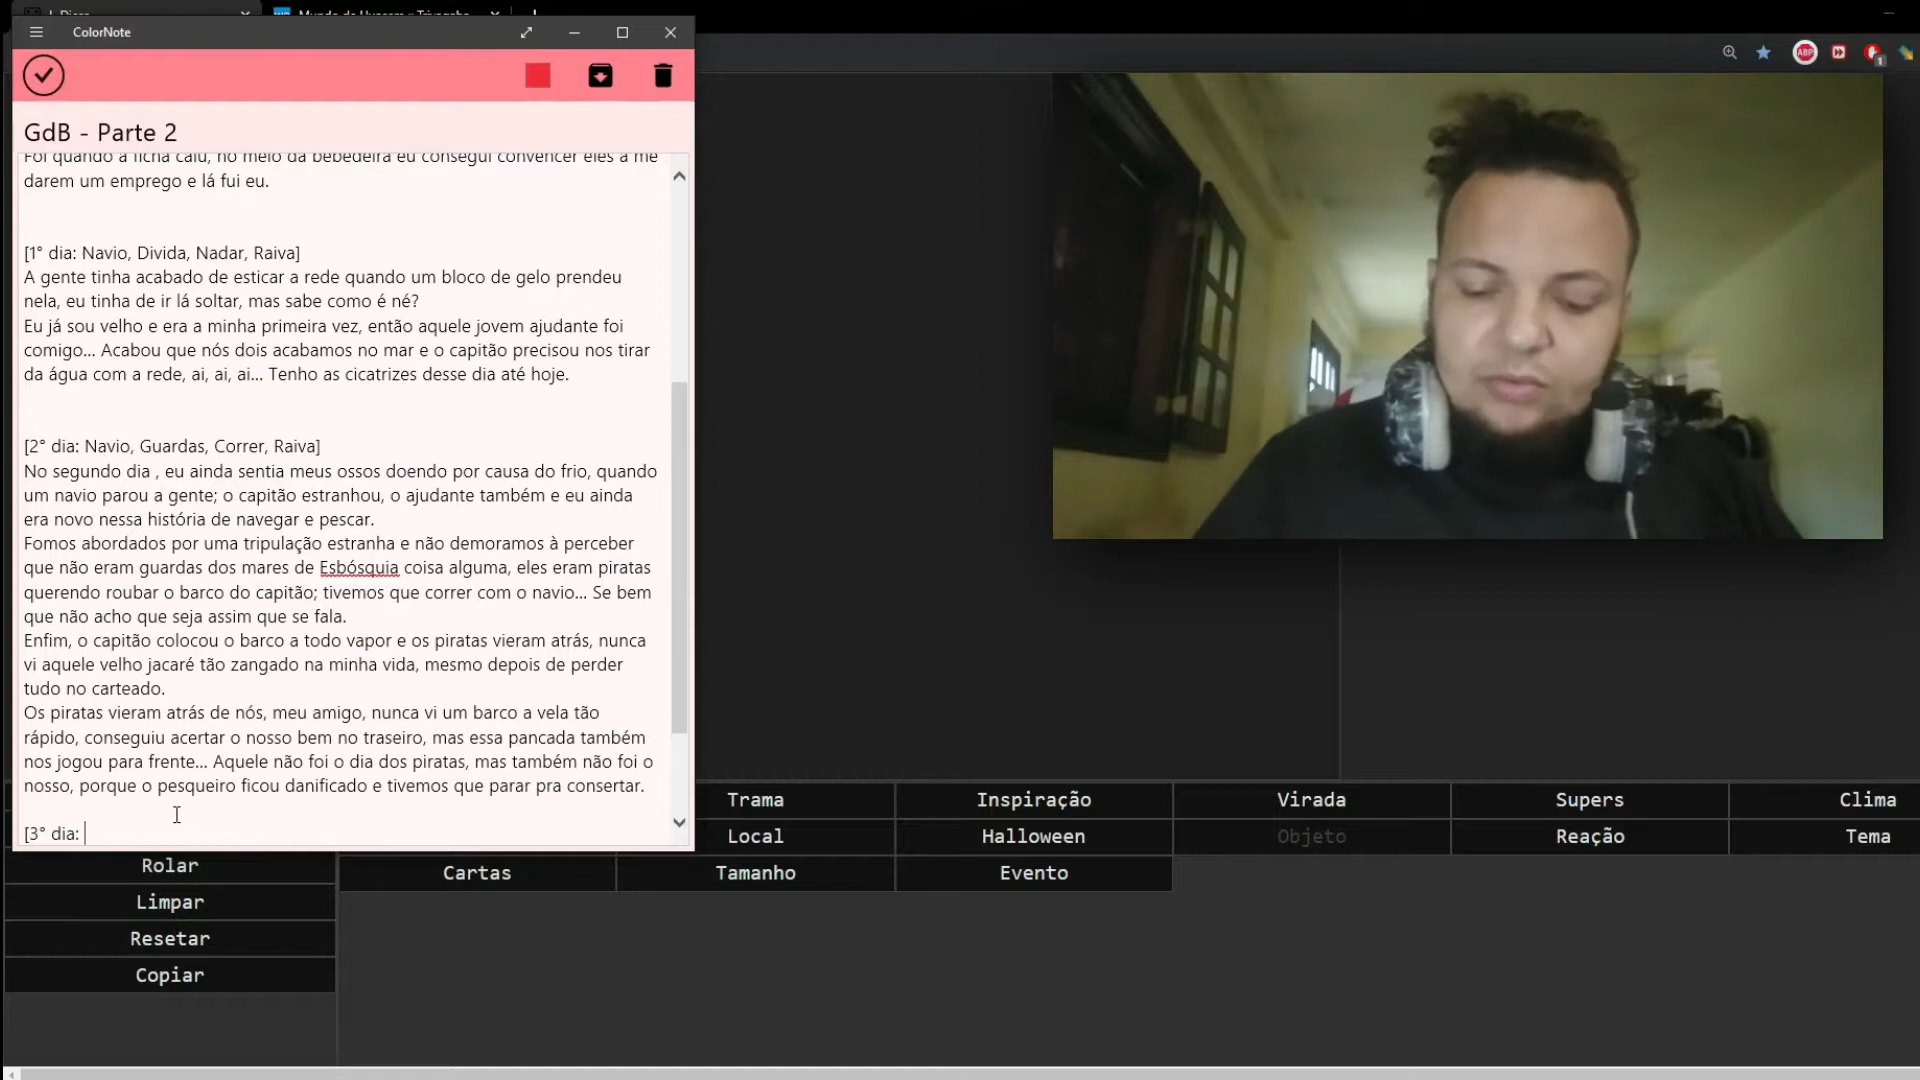 ColorNote
GdB - Parte 2
Foi quando a ficha caiu, no meio da bebedeira eu consegui convencer eles a me
darem um emprego e lá fui eu.
[1° dia: Navio, Divida, Nadar, Raiva]
A gente tinha acabado de esticar a rede quando um bloco de gelo prendeu
nela, eu tinha de ir lá soltar, mas sabe como é né?
Eu já sou velho e era a minha primeira vez, então aquele jovem ajudante foi
comigo... Acabou que nós dois acabamos no mar e o capitão precisou nos tirar
da água com a rede, ai, ai, ai... Tenho as cicatrizes desse dia até hoje.
[2° dia: Navio, Guardas, Correr, Raiva]
No segundo dia , eu ainda sentia meus ossos doendo por causa do frio, quando
um navio parou a gente; o capitão estranhou, o ajudante também e eu ainda
era novo nessa história de navegar e pescar.
Fomos abordados por uma tripulação estranha e não demoramos à perceber
que não eram guardas dos mares de Esbósquia coisa alguma, eles eram piratas
querendo roubar o barco do capitão; tivemos que correr com o navio... Se bem
que não acho que seja assim que se fala.
Enfim, o capitão colocou o barco a todo vapor e os piratas vieram atrás, nunca
vi aquele velho jacaré tão zangado na minha vida, mesmo depois de perder
tudo no carteado.
Os piratas vieram atrás de nós, meu amigo, nunca vi um barco a vela tão
rápido, conseguiu acertar o nosso bem no traseiro, mas essa pancada também
nos jogou para frente... Aquele não foi o dia dos piratas, mas também não foi o
nosso, porque o pesqueiro ficou danificado e tivemos que parar pra consertar.
[3° dia:
ABP
1
Trama Inspiração Virada Supers Clima
Local Halloween Objeto Reação Tema
Cartas Tamanho Evento
Rolar
Limpar
Resetar
Copiar